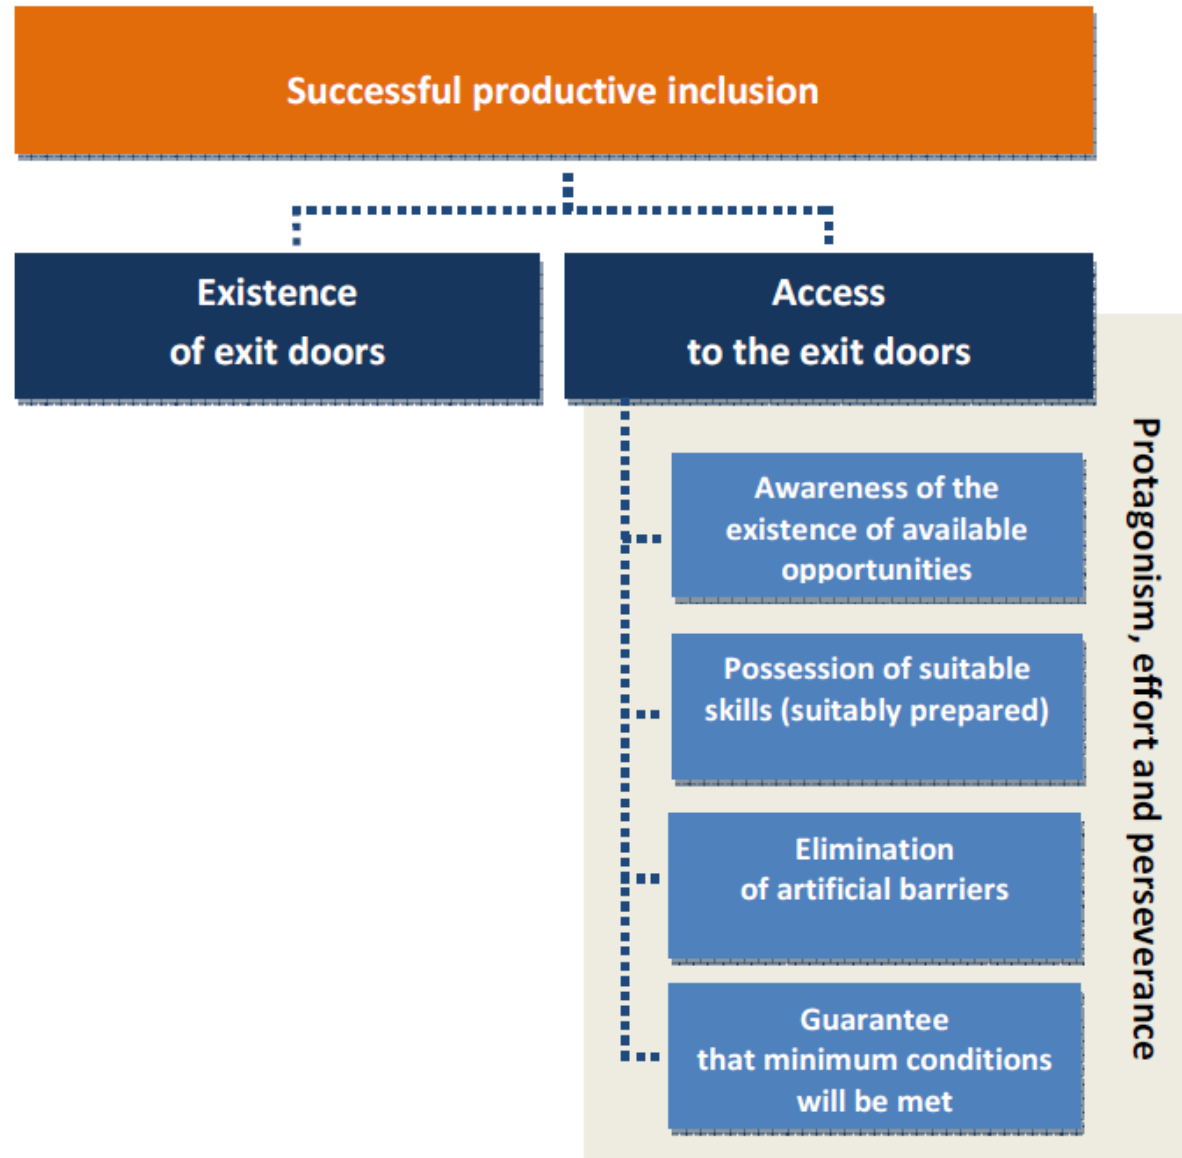 Successful productive inclusion
Existence
of exit doors
Access
to the exit doors
Awareness of the
existence of available
opportunities
Possession of suitable
skills (suitably prepared)
Elimination
of artificial barriers
Guarantee
that minimum conditions
will be met
Protagonism, effort and perseverance